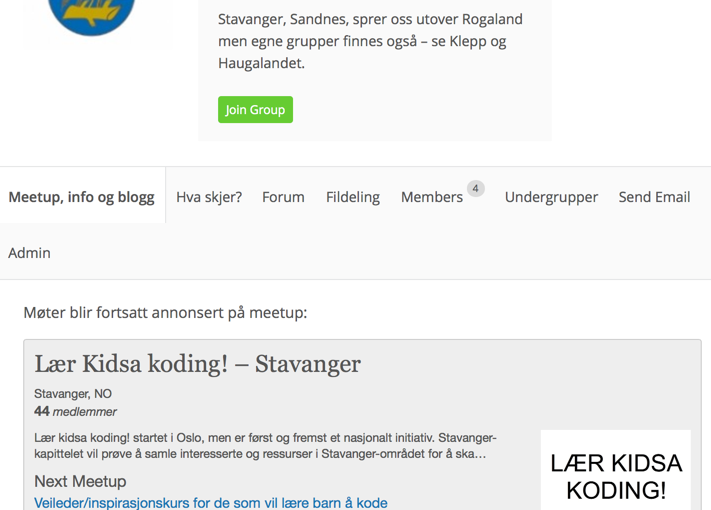 Stavanger, Sandnes, sprer oss utover Rogaland
men egne grupper finnes også – se Klepp og
Haugalandet.
Join Group
Meetup, info og blogg Hva skjer? Forum Fildeling Members 4 Undergrupper Send Email
Admin
Møter blir fortsatt annonsert på meetup:
Lær Kidsa koding! – Stavanger
Stavanger, NO
44 medlemmer
Lær kidsa koding! startet i Oslo, men er først og fremst et nasjonalt initiativ. Stavanger-
kapittelet vil prøve å samle interesserte og ressurser i Stavanger-området for å ska…
LÆR KIDSA
KODING!
Next Meetup
Veileder/inspirasjonskurs for de som vil lære barn å kode